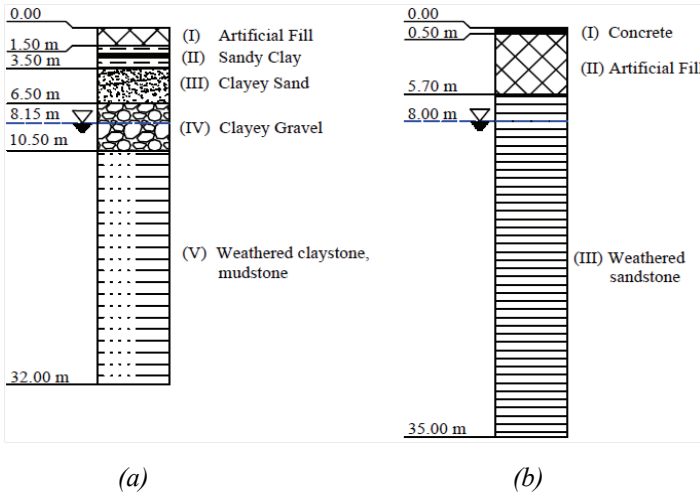 0.00
(I) Artificial Fill
1.50 m
(II) Sandy Clay
3.50 m
(III) Clayey Sand
6.50 m
8.15 m
(IV) Clayey Gravel
10.50 m
(V) Weathered claystone,
mudstone
32.00 m
(a)
0.00
(I) Concrete
0.50 m
(II) Artificial Fill
5.70 m
8.00 m
(III) Weathered
sandstone
35.00 m
(b)